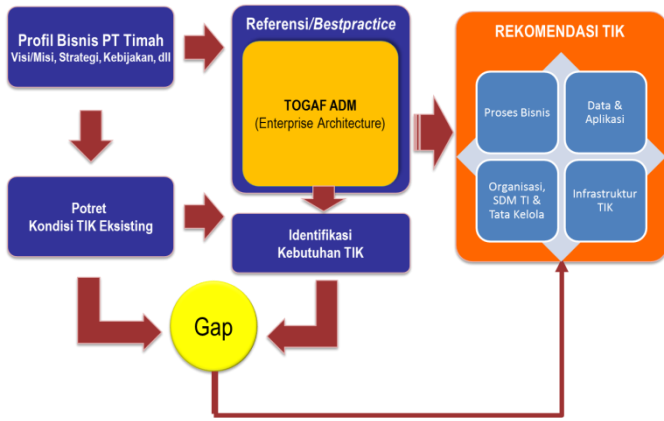 Profil Bisnis PT Timah
Visi/Misi, Strategi, Kebijakan, dll
Referensi/Bestpractice
TOGAF ADM
(Enterprise Architecture)
REKOMENDASI TIK
Proses Bisnis
Data &
Aplikasi
Organisasi,
SDM TI &
Tata Kelola
Infrastruktur
TIK
Potret
Kondisi TIK Eksisting
Identifikasi
Kebutuhan TIK
Gap